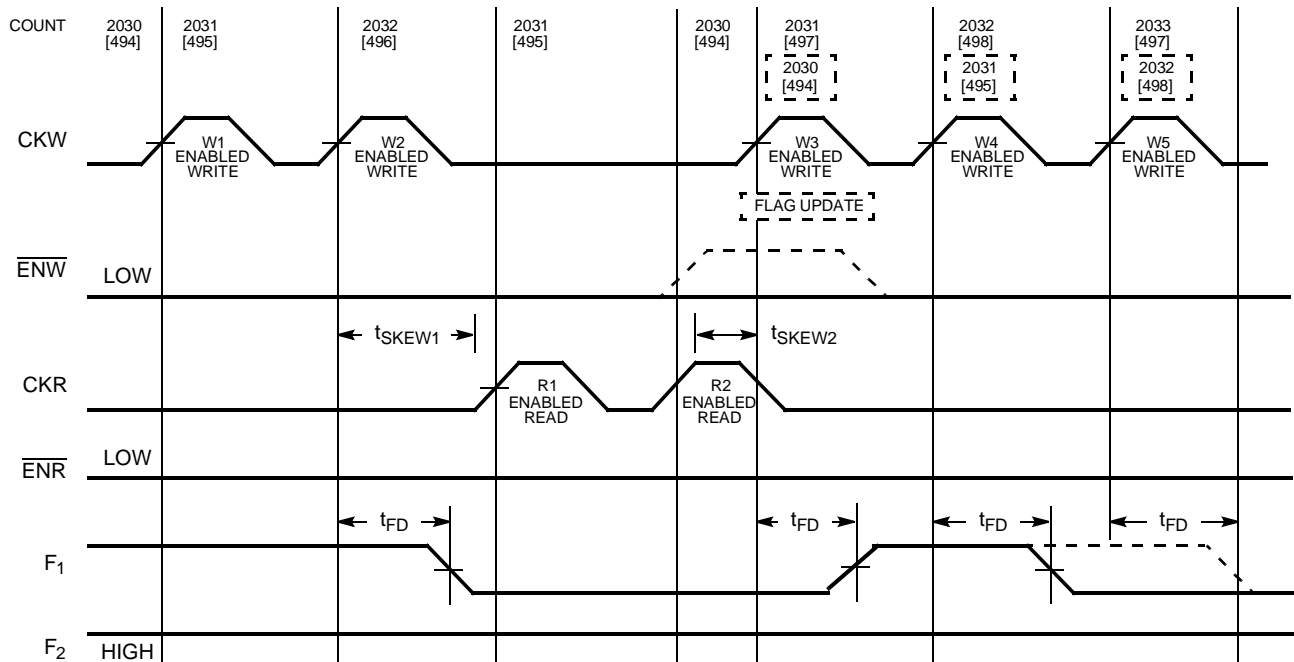 COUNT 2030 2031 2032 2031 2030 2031 2032 2033
[494] [495] [496] [495] [494] [497] [498] [497]
2030 2031 2032
[494] [495] [498]
CKW
W1 ENABLED WRITE
W2 ENABLED WRITE
W3 ENABLED WRITE
W4 ENABLED WRITE
W5 ENABLED WRITE
FLAG UPDATE
ENW LOW
tSKEW1 tSKEW2
CKR
R1 ENABLED READ
R2 ENABLED READ
ENR LOW
tFD tFD tFD tFD
F1
F2 HIGH